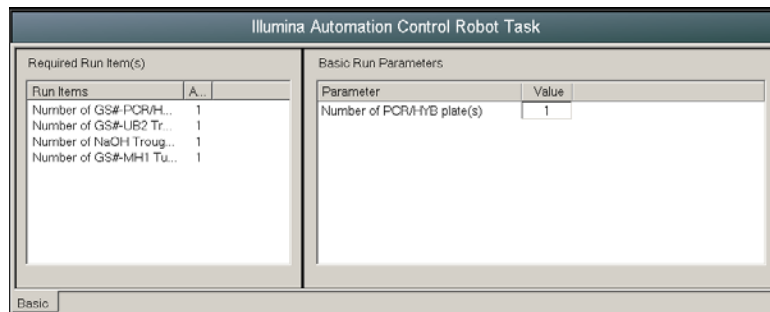 Illumina Automation Control Robot Task
Required Run Item(s)
Run Items A...
Number of GS#-PCR/H... 1
Number of GS#-UB2 Tr... 1
Number of NaOH Troug... 1
Number of GS#-MH1 Tu... 1
Basic Run Parameters
Parameter Value
Number of PCR/HYB plate(s) 1
Basic